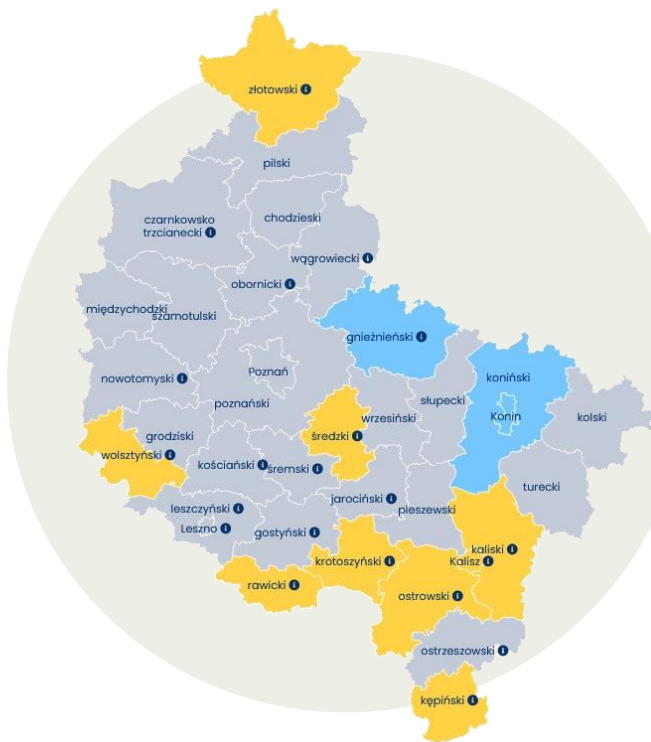 złotowski
pilski
czarnkowsko
trzcianecki
chodzieski
wągrowiecki
obornicki
międzychodzki
szamotulski
gnieźnieński
nowotomyski
Poznań
poznański
koniński
Konin
słupecki
wrzesiński
kolski
grodziski
średzki
wolsztyński
kościański
śremski
turecki
jarociński
pleszewski
leszczyński
Leszno
gostyński
kaliski
Kalisz
krotoszyński
rawicki
ostrowski
ostrzeszowski
kępiński